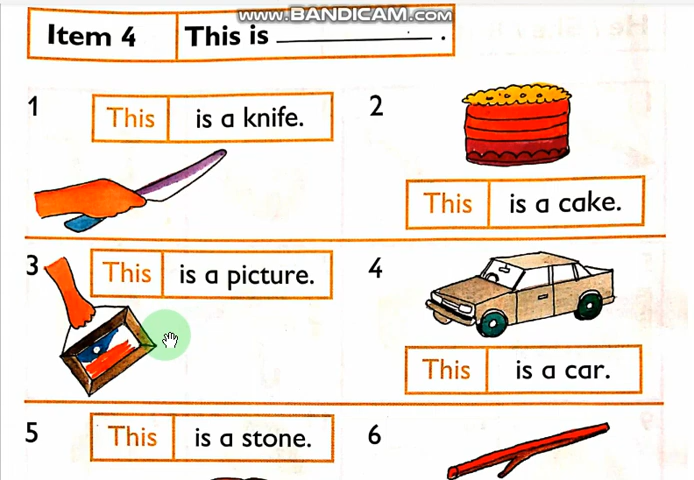 www.BANDICAM.com
Item 4 This is ____________ .
1 This is a knife.
2 This is a cake.
3 This is a picture.
4 This is a car.
5 This is a stone.
6